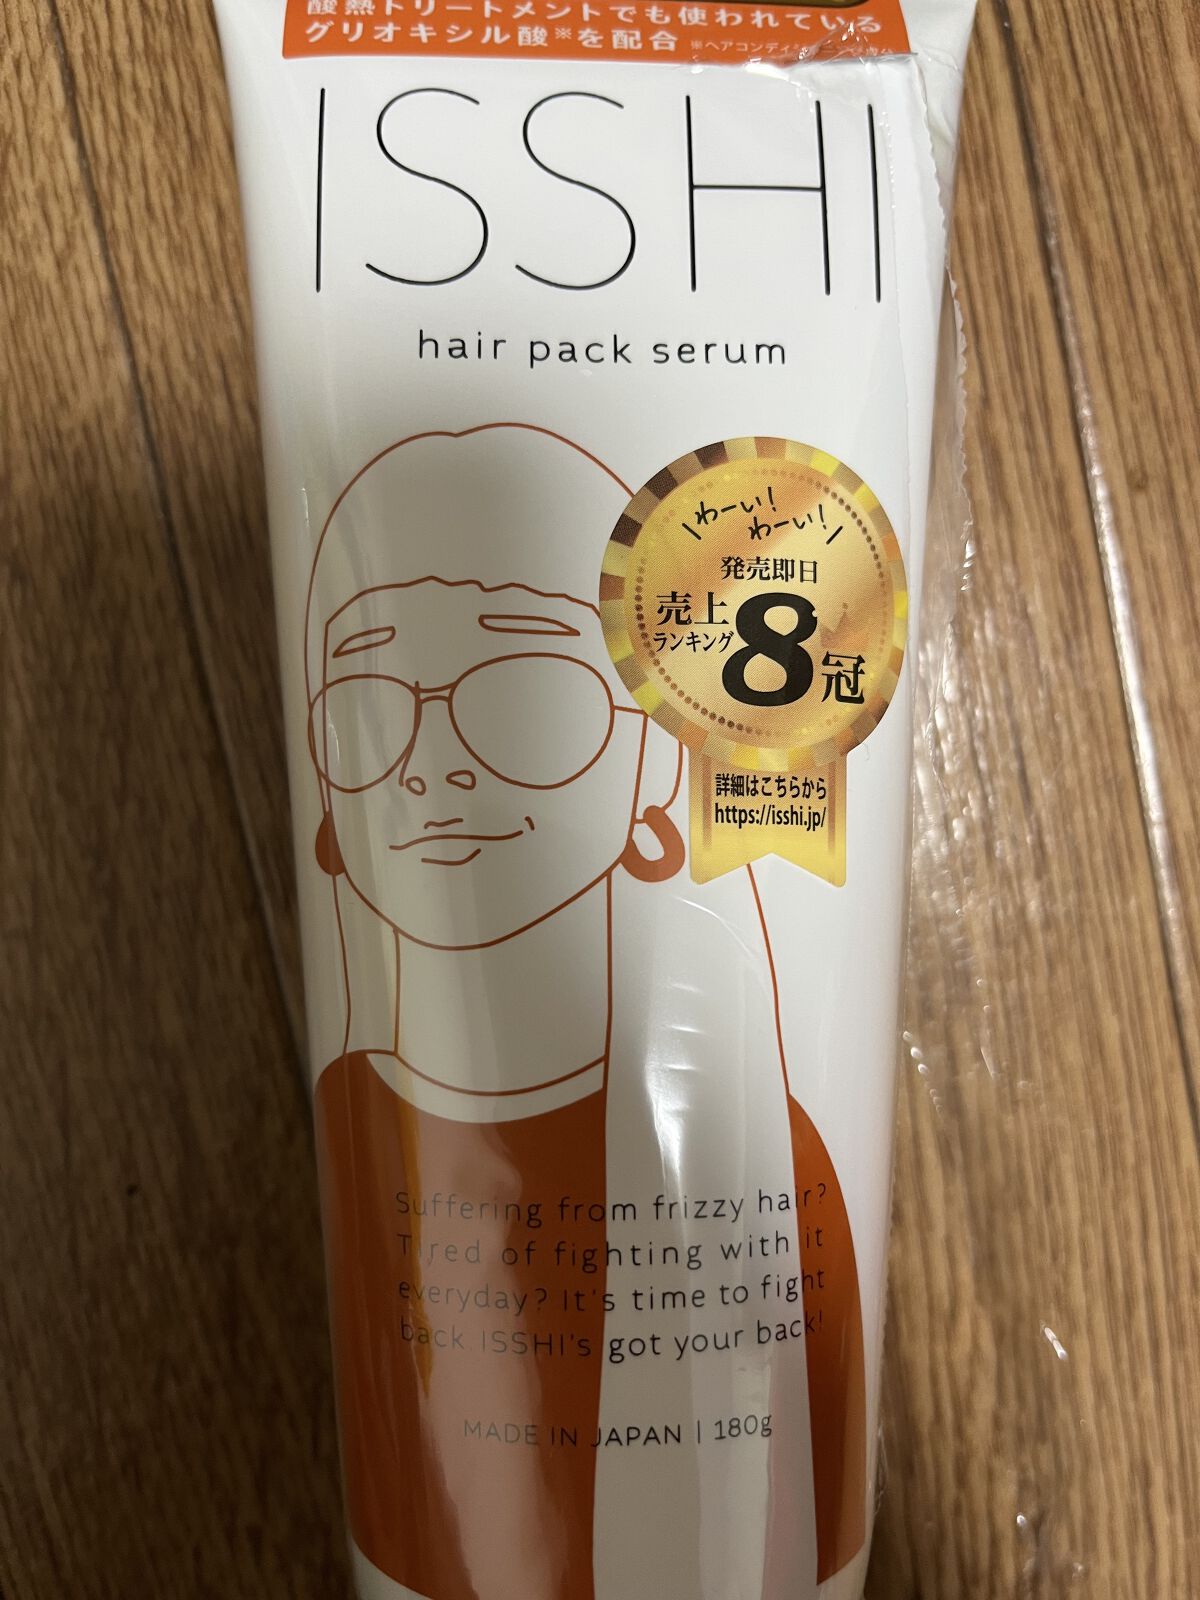 酸熱トリートメントでも使われている
グリオキシル酸※を配合
ISSHI
hair pack serum
わーい!
わーい!
発売即日
売上
ランキング
8冠
詳細はこちらから
https://isshi.jp/
Suffering from frizzy hair?
Tired of fighting with it
everyday? It's time to fight
back ISSHI's got your back!
MADE IN JAPAN | 180g